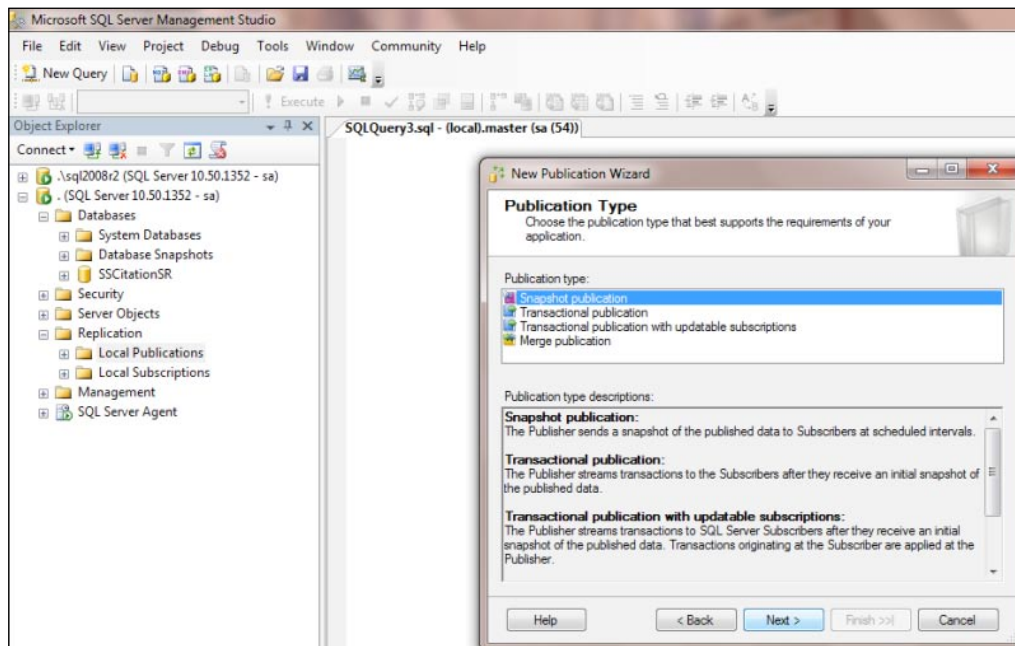 Microsoft SQL Server Management Studio
File Edit View Project Debug Tools Window Community Help
New Query
Execute
Object Explorer
SQLQuery3.sql - (local).master (sa (54))
Connect
.\sql2008r2 (SQL Server 10.50.1352 - sa)
. (SQL Server 10.50.1352 - sa)
Databases
System Databases
Database Snapshots
SSCitationSR
Security
Server Objects
Replication
Local Publications
Local Subscriptions
Management
SQL Server Agent
New Publication Wizard
Publication Type
Choose the publication type that best supports the requirements of your
application.
Publication type:
Snapshot publication
Transactional publication
Transactional publication with updatable subscriptions
Merge publication
Publication type descriptions:
Snapshot publication:
The Publisher sends a snapshot of the published data to Subscribers at scheduled intervals.
Transactional publication:
The Publisher streams transactions to the Subscribers after they receive an initial snapshot of
the published data.
Transactional publication with updatable subscriptions:
The Publisher streams transactions to SQL Server Subscribers after they receive an initial
snapshot of the published data. Transactions originating at the Subscriber are applied at the
Publisher.
Help < Back Next > Finish >>| Cancel